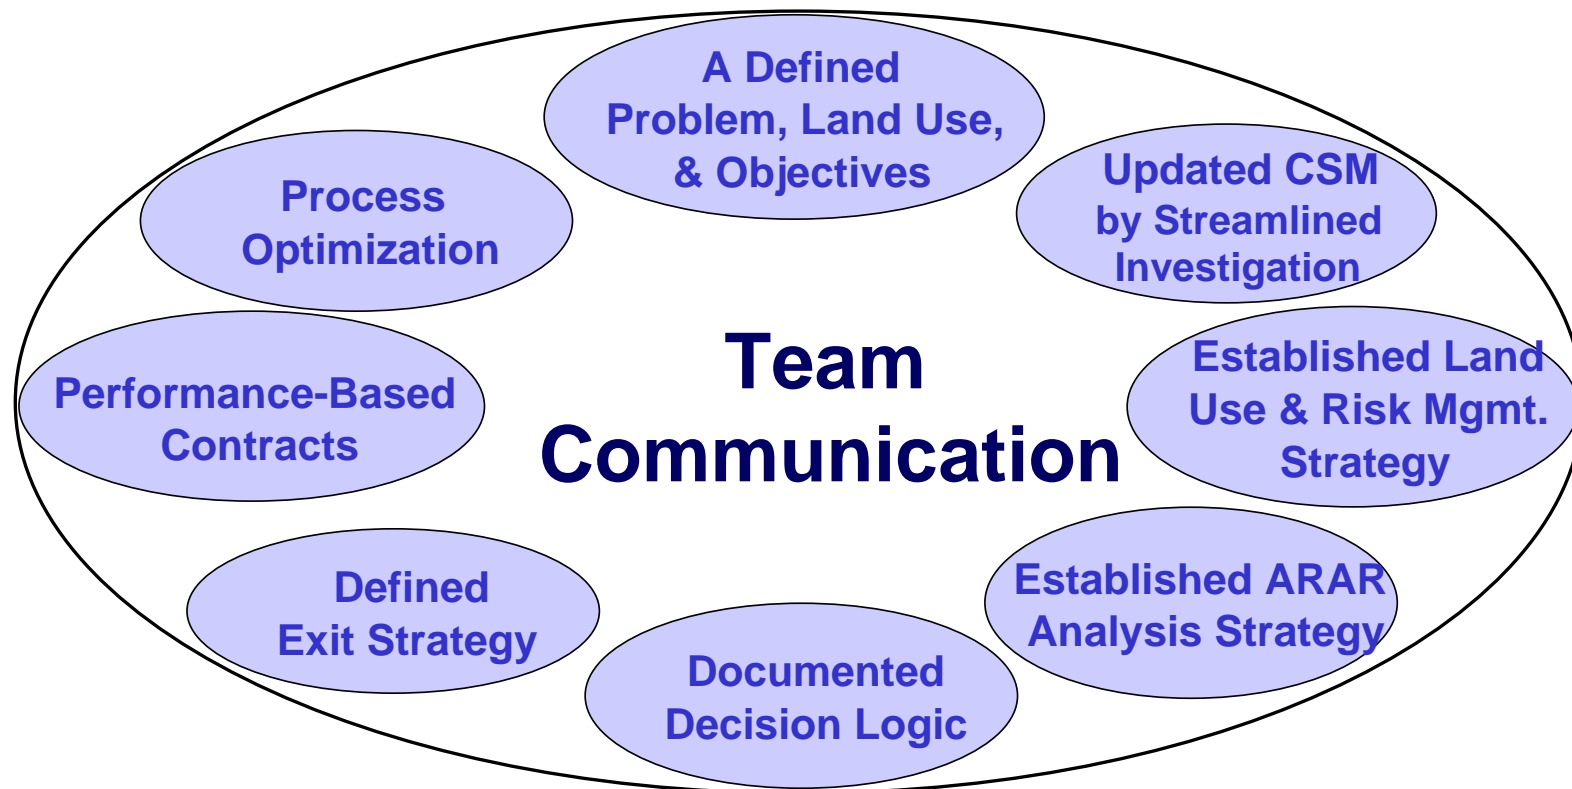 A Defined
Problem, Land Use,
& Objectives
Updated CSM
by Streamlined
Investigation
Established Land
Use & Risk Mgmt.
Strategy
Established ARAR
Analysis Strategy
Documented
Decision Logic
Defined
Exit Strategy
Performance-Based
Contracts
Process
Optimization
Team
Communication